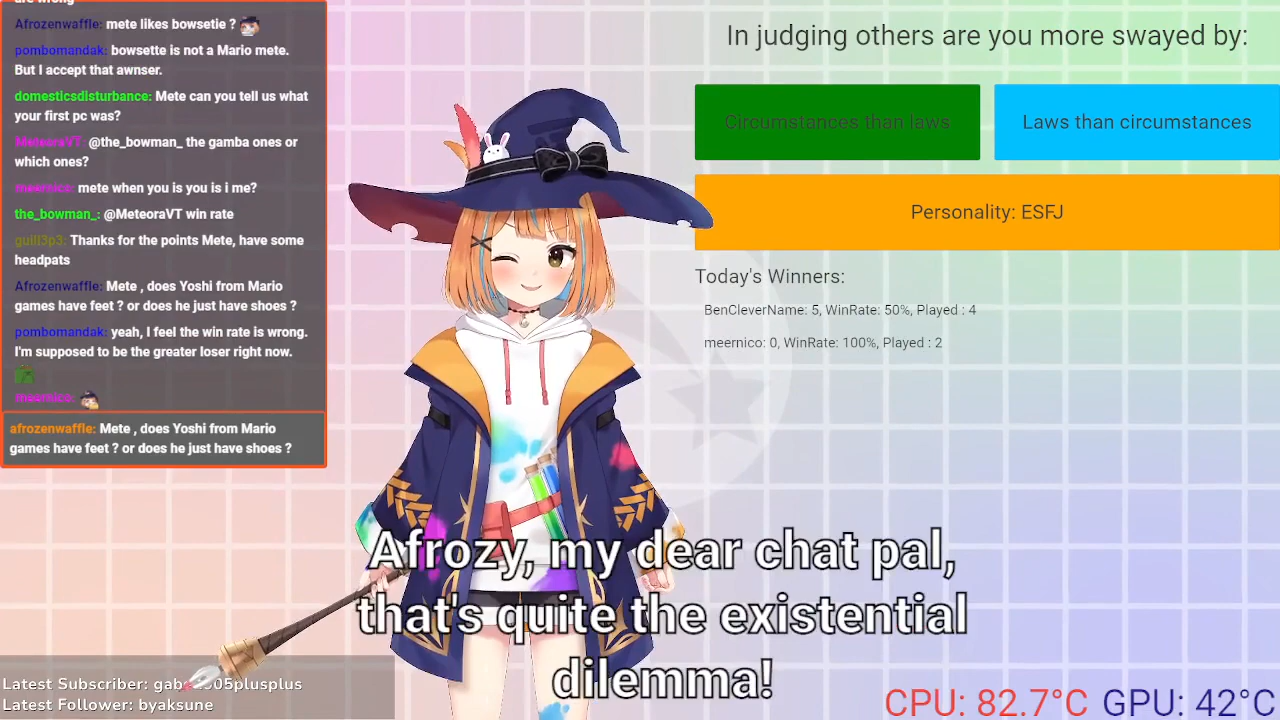 are wrong
Afrozenwaffle: mete likes bowsetie ?
pombomandak: bowsette is not a Mario mete.
But I accept that awnser.
domesticsdisturbance: Mete can you tell us what
your first pc was?
MeteoraVT: @the_bowman_ the gamba ones or
which ones?
meernico: mete when you is you is i me?
the_bowman_: @MeteoraVT win rate
guill3p3: Thanks for the points Mete, have some
headpats
Afrozenwaffle: Mete , does Yoshi from Mario
games have feet ? or does he just have shoes ?
pombomandak: yeah, I feel the win rate is wrong.
I'm supposed to be the greater loser right now.
meernico:
afrozenwaffle: Mete , does Yoshi from Mario
games have feet ? or does he just have shoes ?
In judging others are you more swayed by:
Circumstances than laws
Laws than circumstances
Personality: ESFJ
Today's Winners:
BenCleverName: 5, WinRate: 50%, Played : 4
meernico: 0, WinRate: 100%, Played : 2
Afrozy, my dear chat pal,
that's quite the existential
dilemma!
Latest Subscriber:
Latest Follower: byaksune
CPU: 82.7°C GPU: 42°C